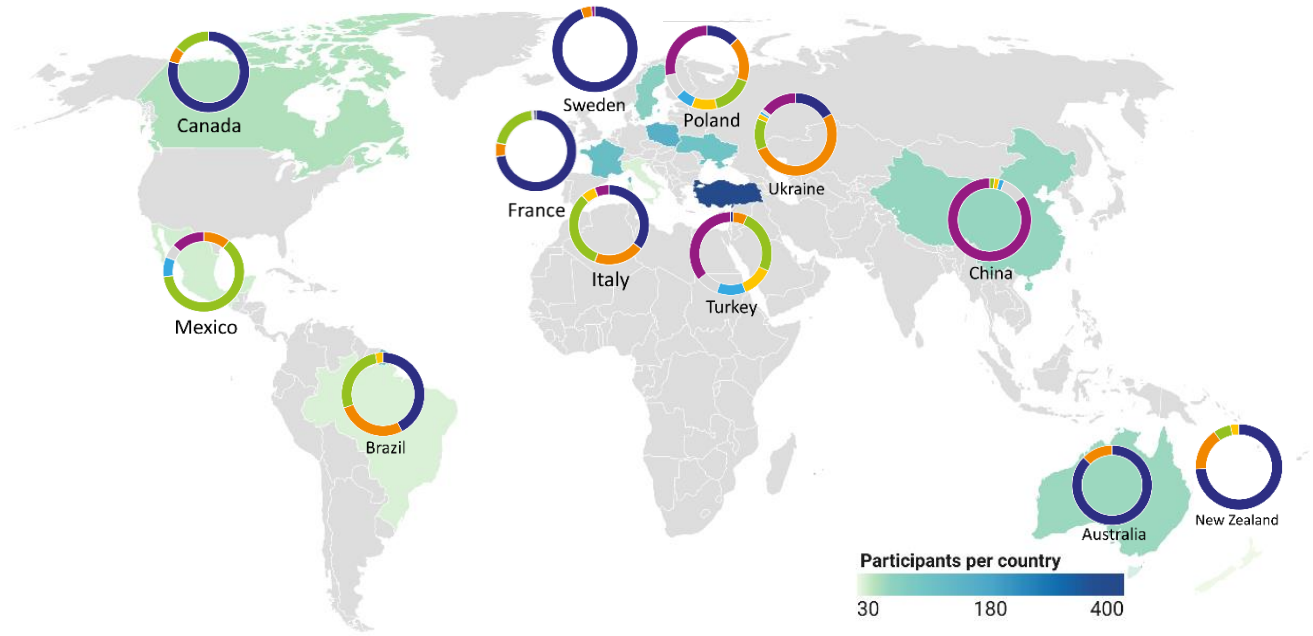 Canada
Sweden
Poland
Ukraine
France
Italy
Turkey
China
Mexico
Brazil
Australia
New Zealand
Participants per country
30 180 400